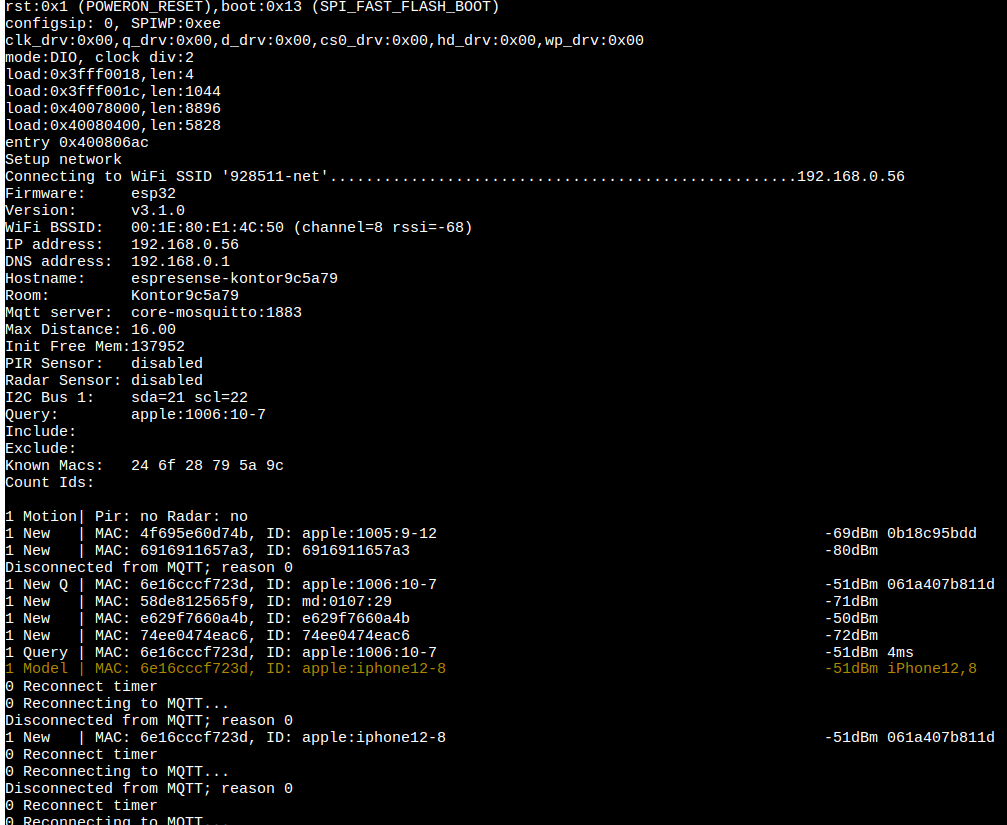 rst:0x1 (POWERON_RESET),boot:0x13 (SPI_FAST_FLASH_BOOT)
configsip: 0, SPIWP:0xee
clk_drv:0x00,q_drv:0x00,d_drv:0x00,cs0_drv:0x00,hd_drv:0x00,wp_drv:0x00
mode:DIO, clock div:2
load:0x3fff0018,len:4
load:0x3fff001c,len:1044
load:0x40078000,len:8896
load:0x40080400,len:5828
entry 0x400806ac
Setup network
Connecting to WiFi SSID '928511-net'....................................................192.168.0.56
Firmware:     esp32
Version:      v3.1.0
WiFi BSSID:   00:1E:80:E1:4C:50 (channel=8 rssi=-68)
IP address:   192.168.0.56
DNS address:  192.168.0.1
Hostname:     espresense-kontor9c5a79
Room:         Kontor9c5a79
Mqtt server:  core-mosquitto:1883
Max Distance: 16.00
Init Free Mem:137952
PIR Sensor:   disabled
Radar Sensor: disabled
I2C Bus 1:    sda=21 scl=22
Query:        apple:1006:10-7
Include:
Exclude:
Known Macs:   24 6f 28 79 5a 9c
Count Ids:
1 Motion| Pir: no Radar: no
1 New   | MAC: 4f695e60d74b, ID: apple:1005:9-12 -69dBm 0b18c95bdd
1 New   | MAC: 6916911657a3, ID: 6916911657a3 -80dBm
Disconnected from MQTT; reason 0
1 New Q | MAC: 6e16cccf723d, ID: apple:1006:10-7 -51dBm 061a407b811d
1 New   | MAC: 58de812565f9, ID: md:0107:29 -71dBm
1 New   | MAC: e629f7660a4b, ID: e629f7660a4b -50dBm
1 New   | MAC: 74ee0474eac6, ID: 74ee0474eac6 -72dBm
1 Query | MAC: 6e16cccf723d, ID: apple:1006:10-7 -51dBm 4ms
1 Model | MAC: 6e16cccf723d, ID: apple:iphone12-8 -51dBm iPhone12,8
0 Reconnect timer
0 Reconnecting to MQTT...
Disconnected from MQTT; reason 0
1 New   | MAC: 6e16cccf723d, ID: apple:iphone12-8 -51dBm 061a407b811d
0 Reconnect timer
0 Reconnecting to MQTT...
Disconnected from MQTT; reason 0
0 Reconnect timer
0 Reconnecting to MQTT...